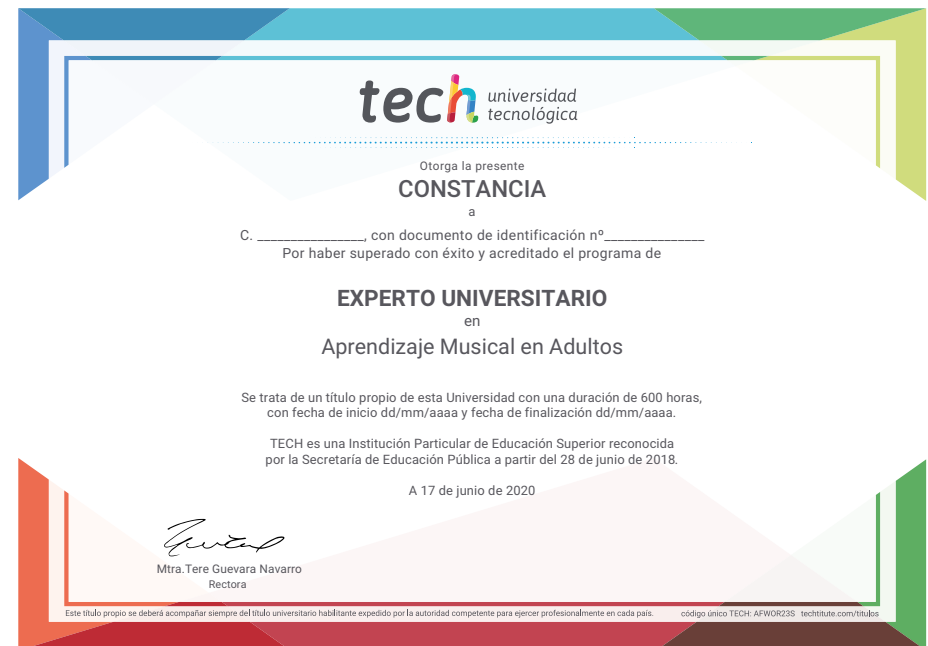 tech universidad
tecnológica
Otorga la presente
CONSTANCIA
a
C. ________________, con documento de identificación nº_______________
Por haber superado con éxito y acreditado el programa de
EXPERTO UNIVERSITARIO
en
Aprendizaje Musical en Adultos
Se trata de un título propio de esta Universidad con una duración de 600 horas,
con fecha de inicio dd/mm/aaaa y fecha de finalización dd/mm/aaaa.
TECH es una Institución Particular de Educación Superior reconocida
por la Secretaría de Educación Pública a partir del 28 de junio de 2018.
A 17 de junio de 2020
Mtra.Tere Guevara Navarro
Rectora
Este título propio se deberá acompañar siempre del título universitario habilitante expedido por la autoridad competente para ejercer profesionalmente en cada país. código único TECH: AFWOR23S techtitute.com/titulos